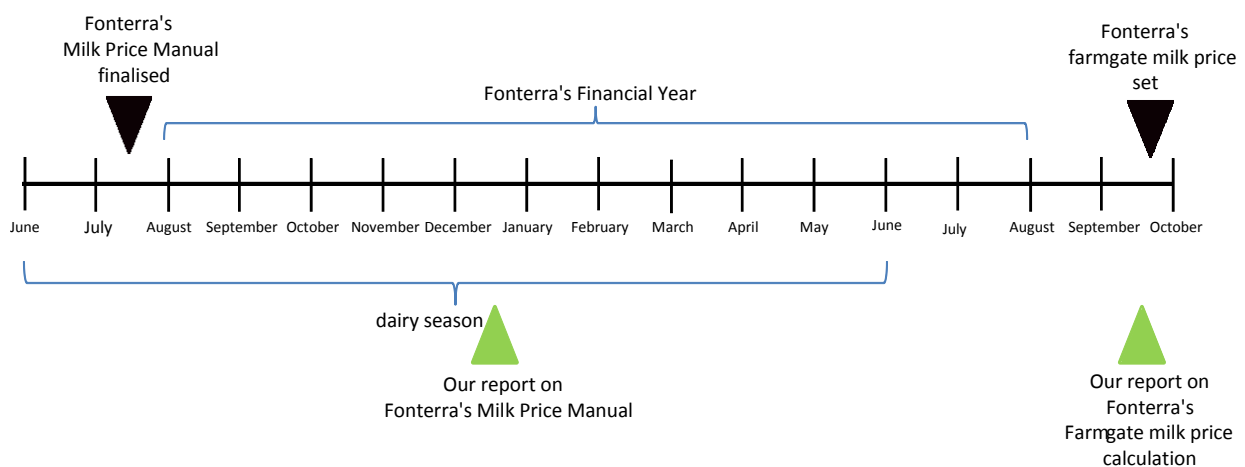 Fonterra's
Milk Price Manual
finalised
Fonterra's Financial Year
Fonterra's
farmgate milk price
set
June
July
August
September
October
November
December
January
February
March
April
May
June
July
August
September
October
dairy season
Our report on
Fonterra's Milk Price Manual
Our report on
Fonterra's
Farmgate milk price
calculation